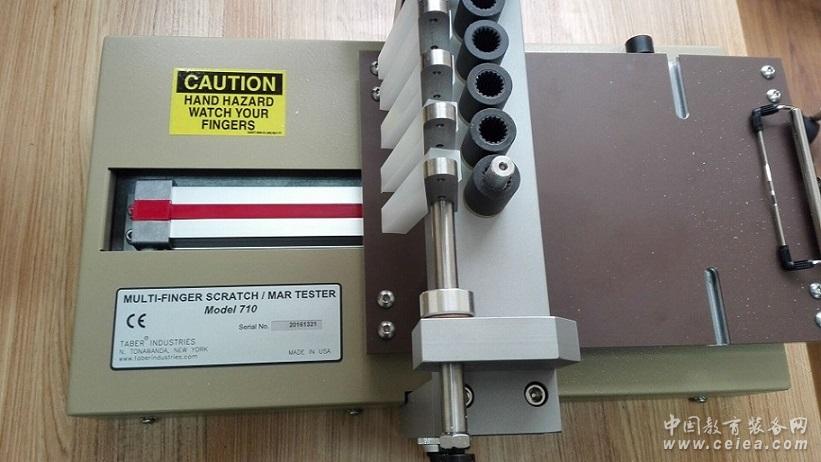 CAUTION
HAND HAZARD
WATCH YOUR
FINGERS
MULTI-FINGER SCRATCH / MAR TESTER
Model 710
Serial No. 20161321
CE
TABER® INDUSTRIES
N. TONAWANDA, NEW YORK
www.taberindustries.com
MADE IN USA
中国教育装备网
www.ceiea.com